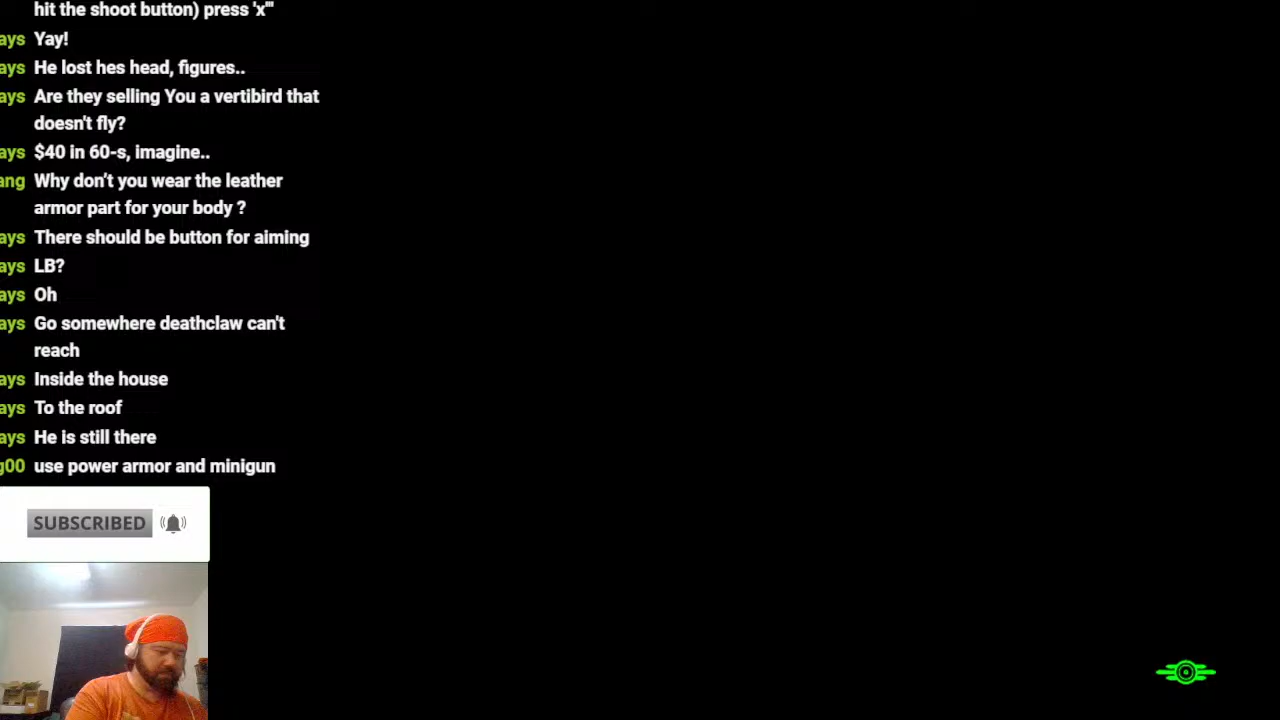 hit the shoot button) press 'x'"
ays Yay!
ays He lost hes head, figures..
ays Are they selling You a vertibird that
doesn't fly?
ays $40 in 60-s, imagine..
ang Why don't you wear the leather
armor part for your body ?
ays There should be button for aiming
ays LB?
ays Oh
ays Go somewhere deathclaw can't
reach
ays Inside the house
ays To the roof
ays He is still there
g00 use power armor and minigun
SUBSCRIBED